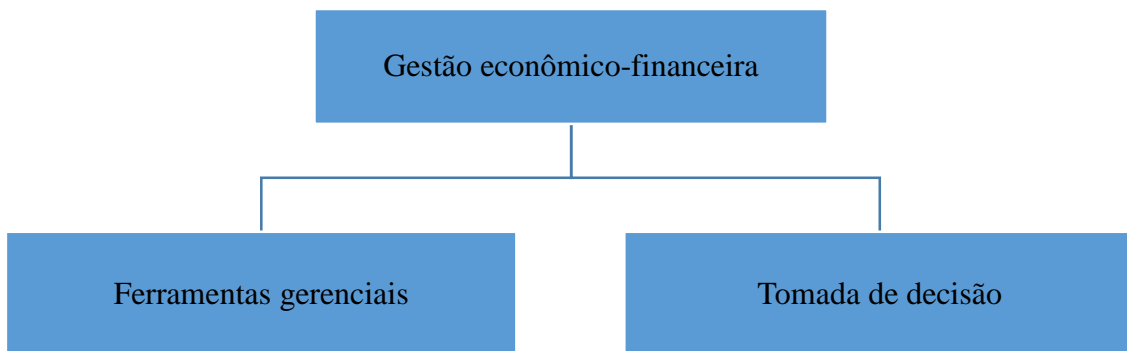 Gestão econômico-financeira
Ferramentas gerenciais
Tomada de decisão